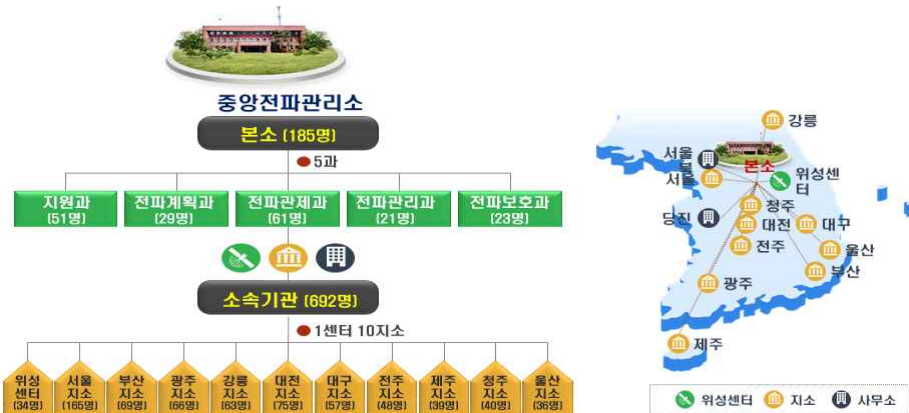 중앙전파관리소
본소 (185명)
5과
지원과
(51명)
전파계획과
(29명)
전파관제과
(61명)
전파관리과
(21명)
전파보호과
(23명)
소속기관 (692명)
1센터 10지소
위성
센터
(34명)
서울
지소
(165명)
부산
지소
(69명)
광주
지소
(66명)
강릉
지소
(63명)
대전
지소
(75명)
대구
지소
(57명)
전주
지소
(48명)
제주
지소
(39명)
청주
지소
(40명)
울산
지소
(36명)
강릉
서울
북
서울
본소
위성센
터
청주
당진
대전
대구
전주
울산
부산
광주
제주
위성센터
지소
사무소